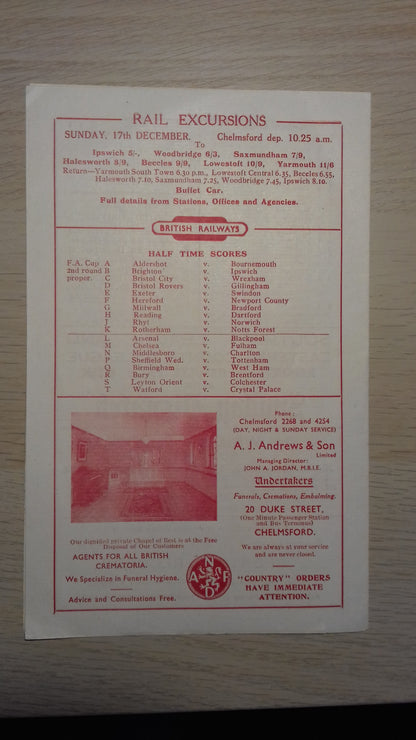 RAIL EXCURSIONS
SUNDAY, 17th DECEMBER. Chelmsford dep. 10.25 a.m.
To
Ipswich 5/-, Woodbridge 6/3, Saxmundham 7/9,
Halesworth 8/9, Beccles 9/9, Lowestoft 10/9, Yarmouth 11/6
Return—Yarmouth South Town 6.30 p.m., Lowestoft Central 6.35, Beccles 6.55,
Halesworth 7.10, Saxmundham 7.25, Woodbridge 7.45, Ipswich 8.10.
Buffet Car.
Full details from Stations, Offices and Agencies.
BRITISH RAILWAYS
HALF TIME SCORES
F.A. Cup A Aldershot v. Bournemouth
2nd round B Brighton v. Ipswich
proper. C Bristol City v. Wrexham
D Bristol Rovers v. Gillingham
E Exeter v. Swindon
F Hereford v. Newport County
G Millwall v. Bradford
H Reading v. Dartford
J Rhyl v. Norwich
K Rotherham v. Notts Forest
L Arsenal v. Blackpool
M Chelsea v. Fulham
N Middlesboro v. Charlton
P Sheffield Wed. v. Tottenham
Q Birmingham v. West Ham
R Bury v. Brentford
S Leyton Orient v. Colchester
T Watford v. Crystal Palace
Phone:
Chelmsford 2268 and 4254
(DAY, NIGHT & SUNDAY SERVICE)
A. J. Andrews & Son
Limited
Managing Director:
JOHN A. JORDAN, M.B.I.E.
Undertakers
Funerals, Cremations, Embalming.
20 DUKE STREET,
(One Minute Passenger Station
and Bus Terminus)
CHELMSFORD.
We are always at your service
and are never closed.
"COUNTRY" ORDERS
HAVE IMMEDIATE
ATTENTION.
Our dignified private Chapel of Rest is at the Free
Disposal of Our Customers
AGENTS FOR ALL BRITISH
CREMATORIA.
We Specialize in Funeral Hygiene.
Advice and Consultations Free.
N A F D